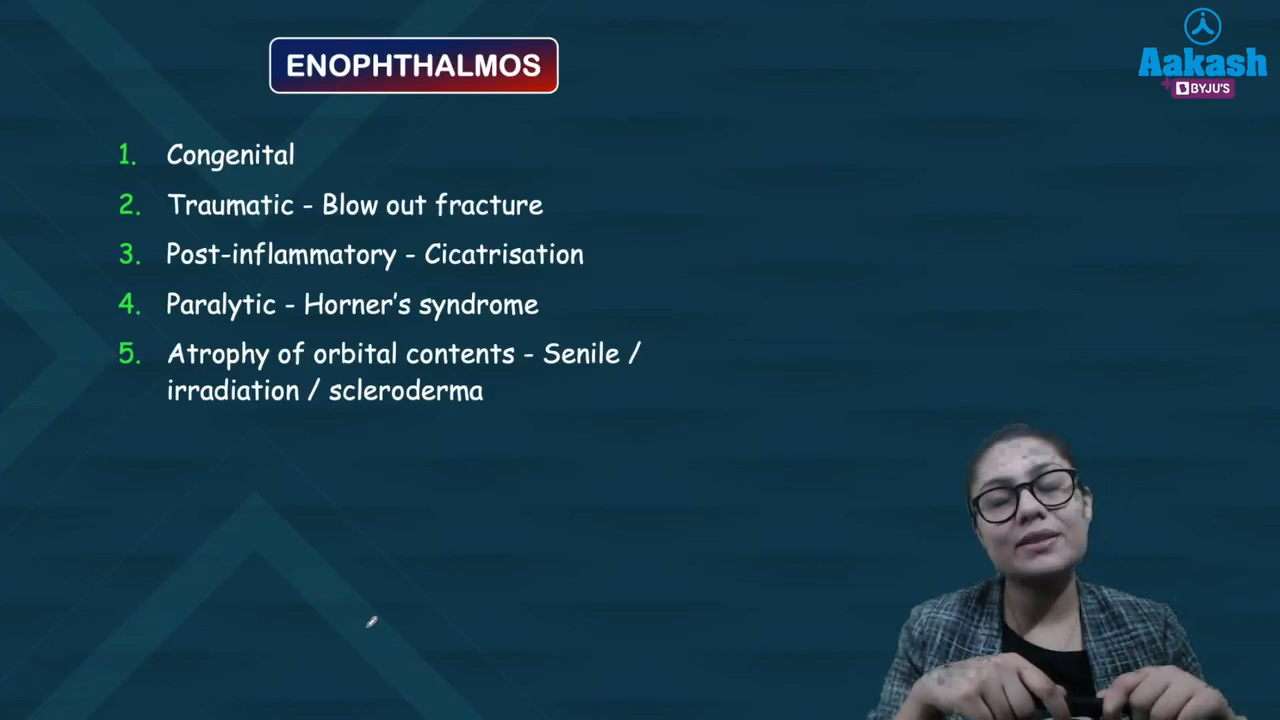 ENOPHTHALMOS
Aakash
BYJU'S
1. Congenital
2. Traumatic - Blow out fracture
3. Post-inflammatory - Cicatrisation
4. Paralytic - Horner's syndrome
5. Atrophy of orbital contents - Senile /
irradiation / scleroderma